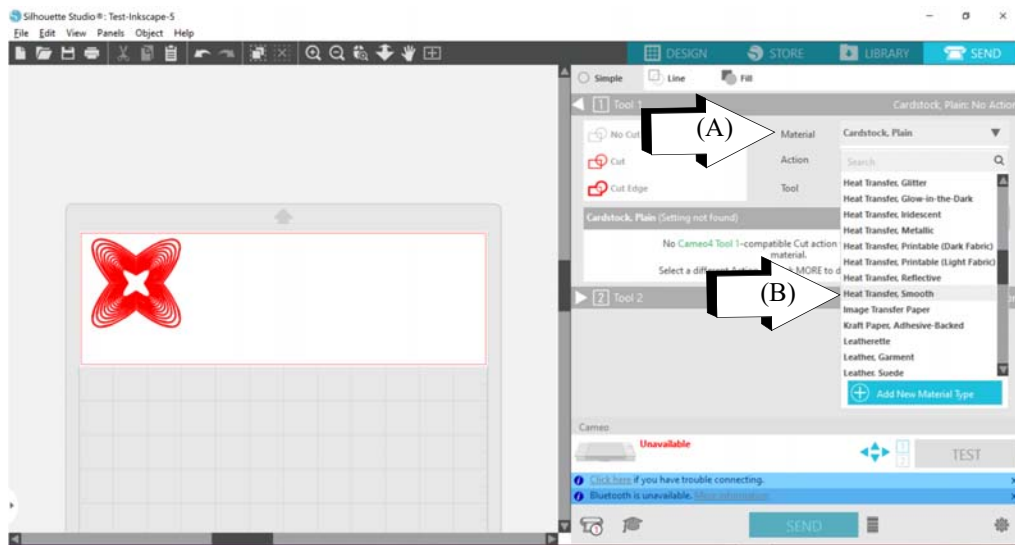 Silhouette Studio®: Test-Inkscape-5
File Edit View Panels Object Help
DESIGN STORE LIBRARY SEND
Simple Line Fill
1 Tool 1 Cardstock, Plain: No Action
No Cut (A) Material Cardstock, Plain
Cut Action Search
Cut Edge Tool
Heat Transfer, Glitter
Heat Transfer, Glow-in-the-Dark
Heat Transfer, Iridescent
Heat Transfer, Metallic
Heat Transfer, Printable (Dark Fabric)
Heat Transfer, Printable (Light Fabric)
Heat Transfer, Reflective
Heat Transfer, Smooth
Image Transfer Paper
Kraft Paper, Adhesive-Backed
Leatherette
Leather, Garment
Leather, Suede
Add New Material Type
Cardstock, Plain (Setting not found)
No Cameo4 Tool 1-compatible Cut action
material.
Select a different MORE to d
(B)
2 Tool 2
Cameo
Unavailable
1
2
TEST
Click here if you have trouble connecting.
Bluetooth is unavailable. More information
SEND